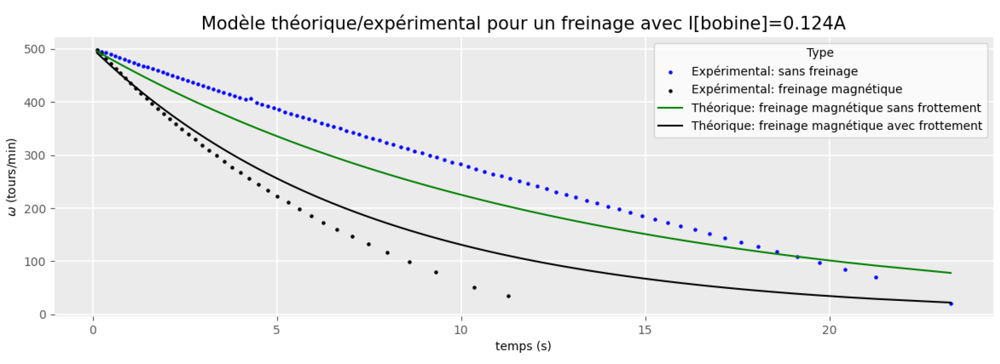 Modèle théorique/expérimental pour un freinage avec I[bobine]=0.124A
Type
Expérimental: sans freinage
Expérimental: freinage magnétique
Théorique: freinage magnétique sans frottement
Théorique: freinage magnétique avec frottement
ω (tours/min)
500
400
300
200
100
0
0 5 10 15 20
temps (s)